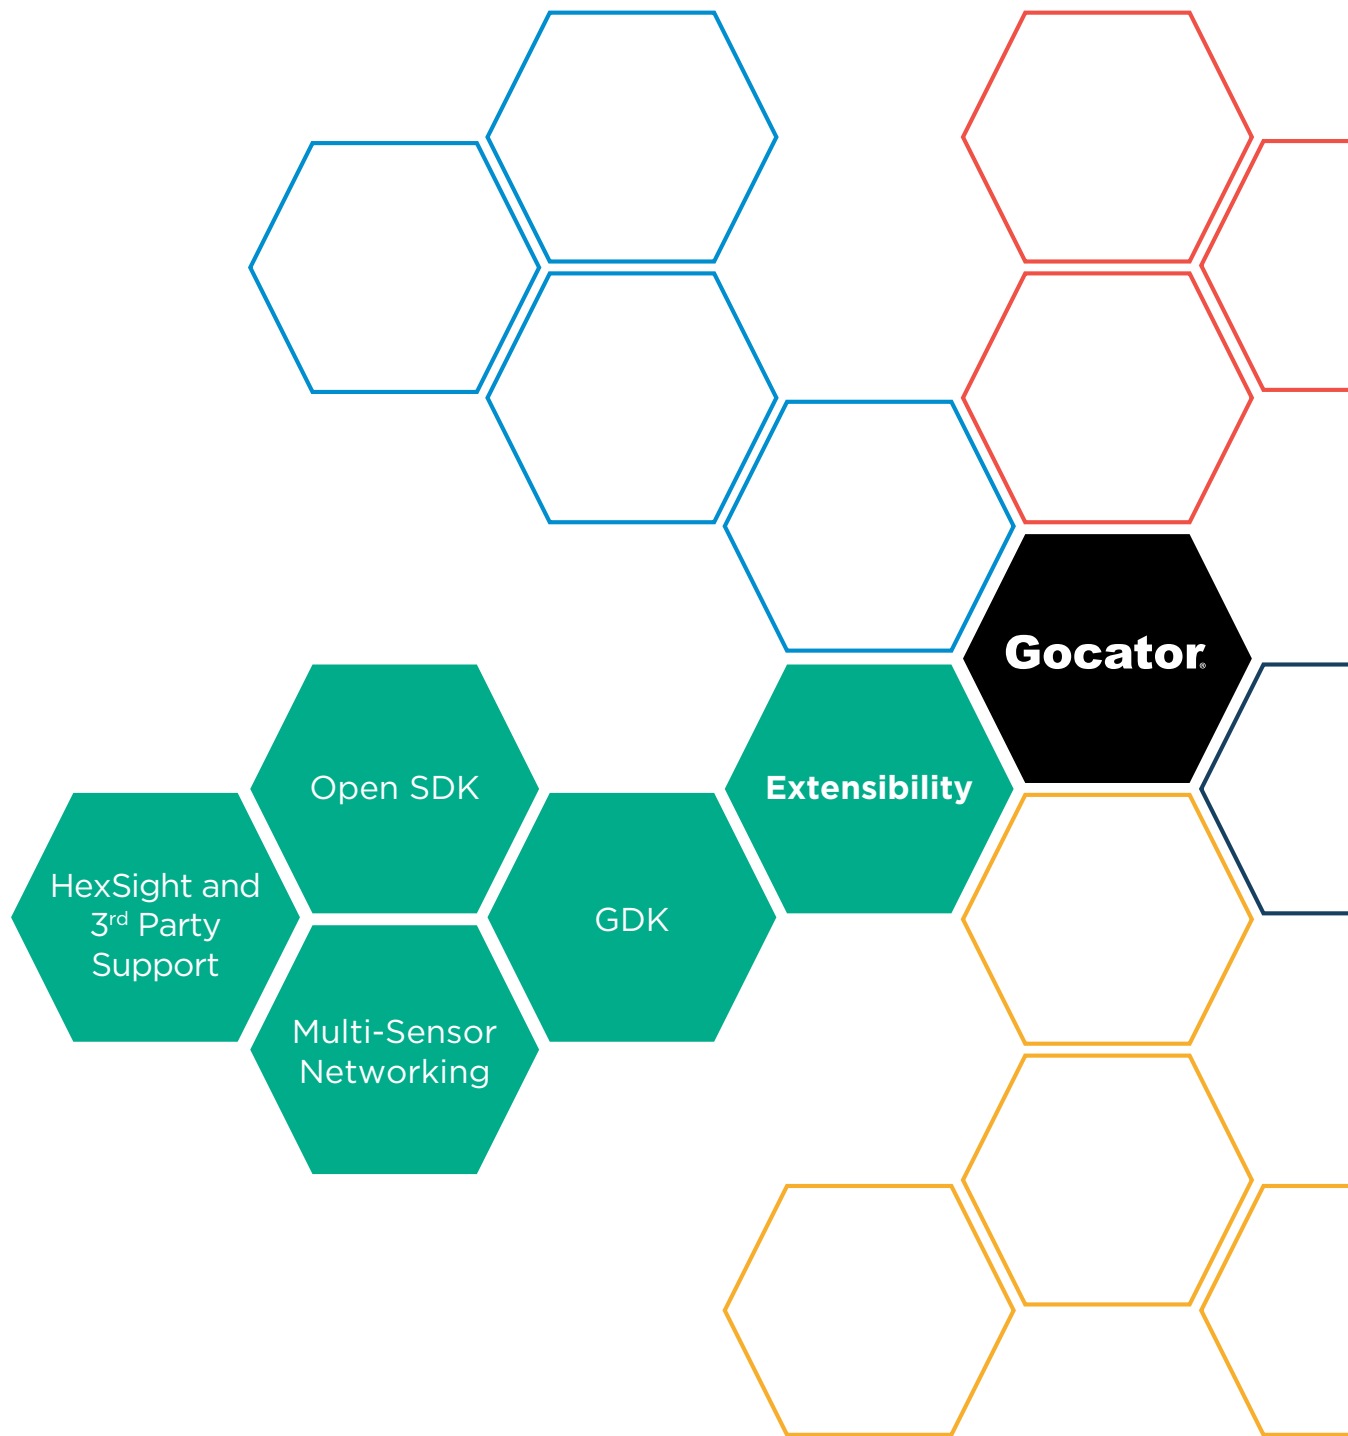 Gocator®
Extensibility
Open SDK
GDK
HexSight and
3rd Party
Support
Multi-Sensor
Networking